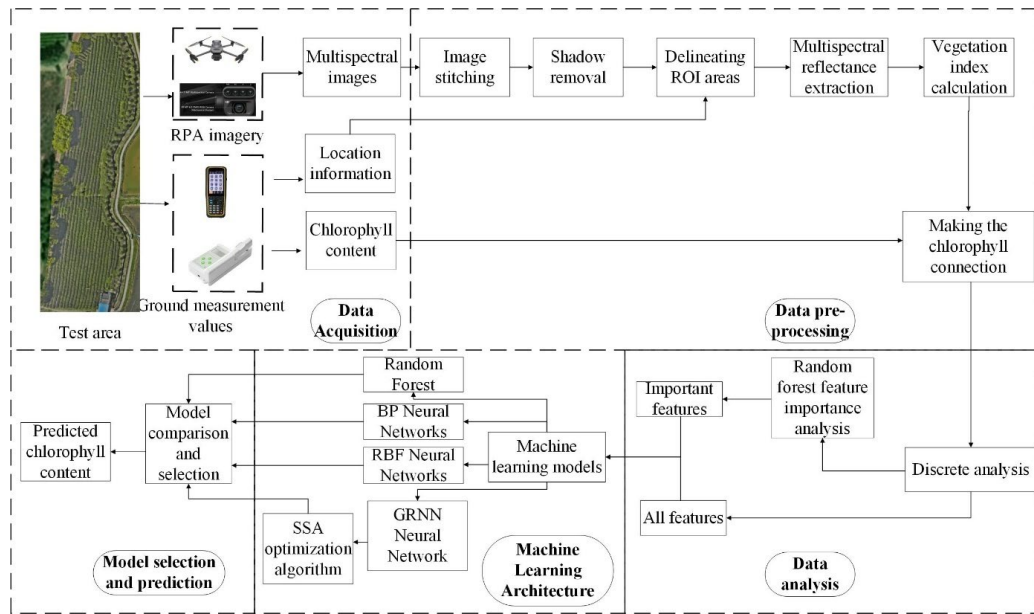 Test area
RPA imagery
Ground measurement
values
Multispectral
images
Location
information
Chlorophyll
content
Data
Acquisition
Image
stitching
Shadow
removal
Delineating
ROI areas
Multispectral
reflectance
extraction
Vegetation
index
calculation
Making the
chlorophyll
connection
Data pre-
processing
Predicted
chlorophyll
content
Model
comparison
and
selection
Model selection
and prediction
Random
Forest
BP Neural
Networks
RBF Neural
Networks
GRNN
Neural
Network
SSA
optimization
algorithm
Machine
learning models
Machine
Learning
Architecture
Important
features
Random
forest feature
importance
analysis
All features
Discrete analysis
Data
analysis